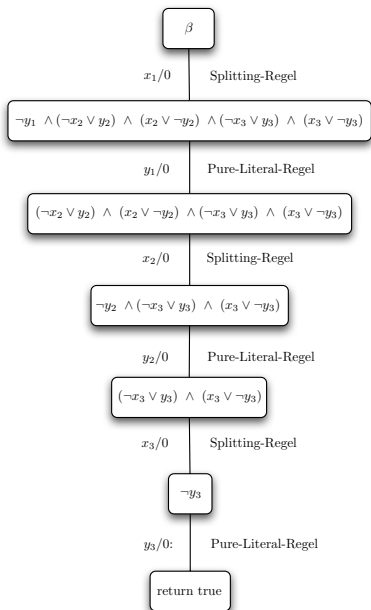 β
x₁/0 Splitting-Regel
¬y₁ ∧ (¬x₂ ∨ y₂) ∧ (x₂ ∨ ¬y₂) ∧ (¬x₃ ∨ y₃) ∧ (x₃ ∨ ¬y₃)
y₁/0 Pure-Literal-Regel
(¬x₂ ∨ y₂) ∧ (x₂ ∨ ¬y₂) ∧ (¬x₃ ∨ y₃) ∧ (x₃ ∨ ¬y₃)
x₂/0 Splitting-Regel
¬y₂ ∧ (¬x₃ ∨ y₃) ∧ (x₃ ∨ ¬y₃)
y₂/0 Pure-Literal-Regel
(¬x₃ ∨ y₃) ∧ (x₃ ∨ ¬y₃)
x₃/0 Splitting-Regel
¬y₃
y₃/0: Pure-Literal-Regel
return true